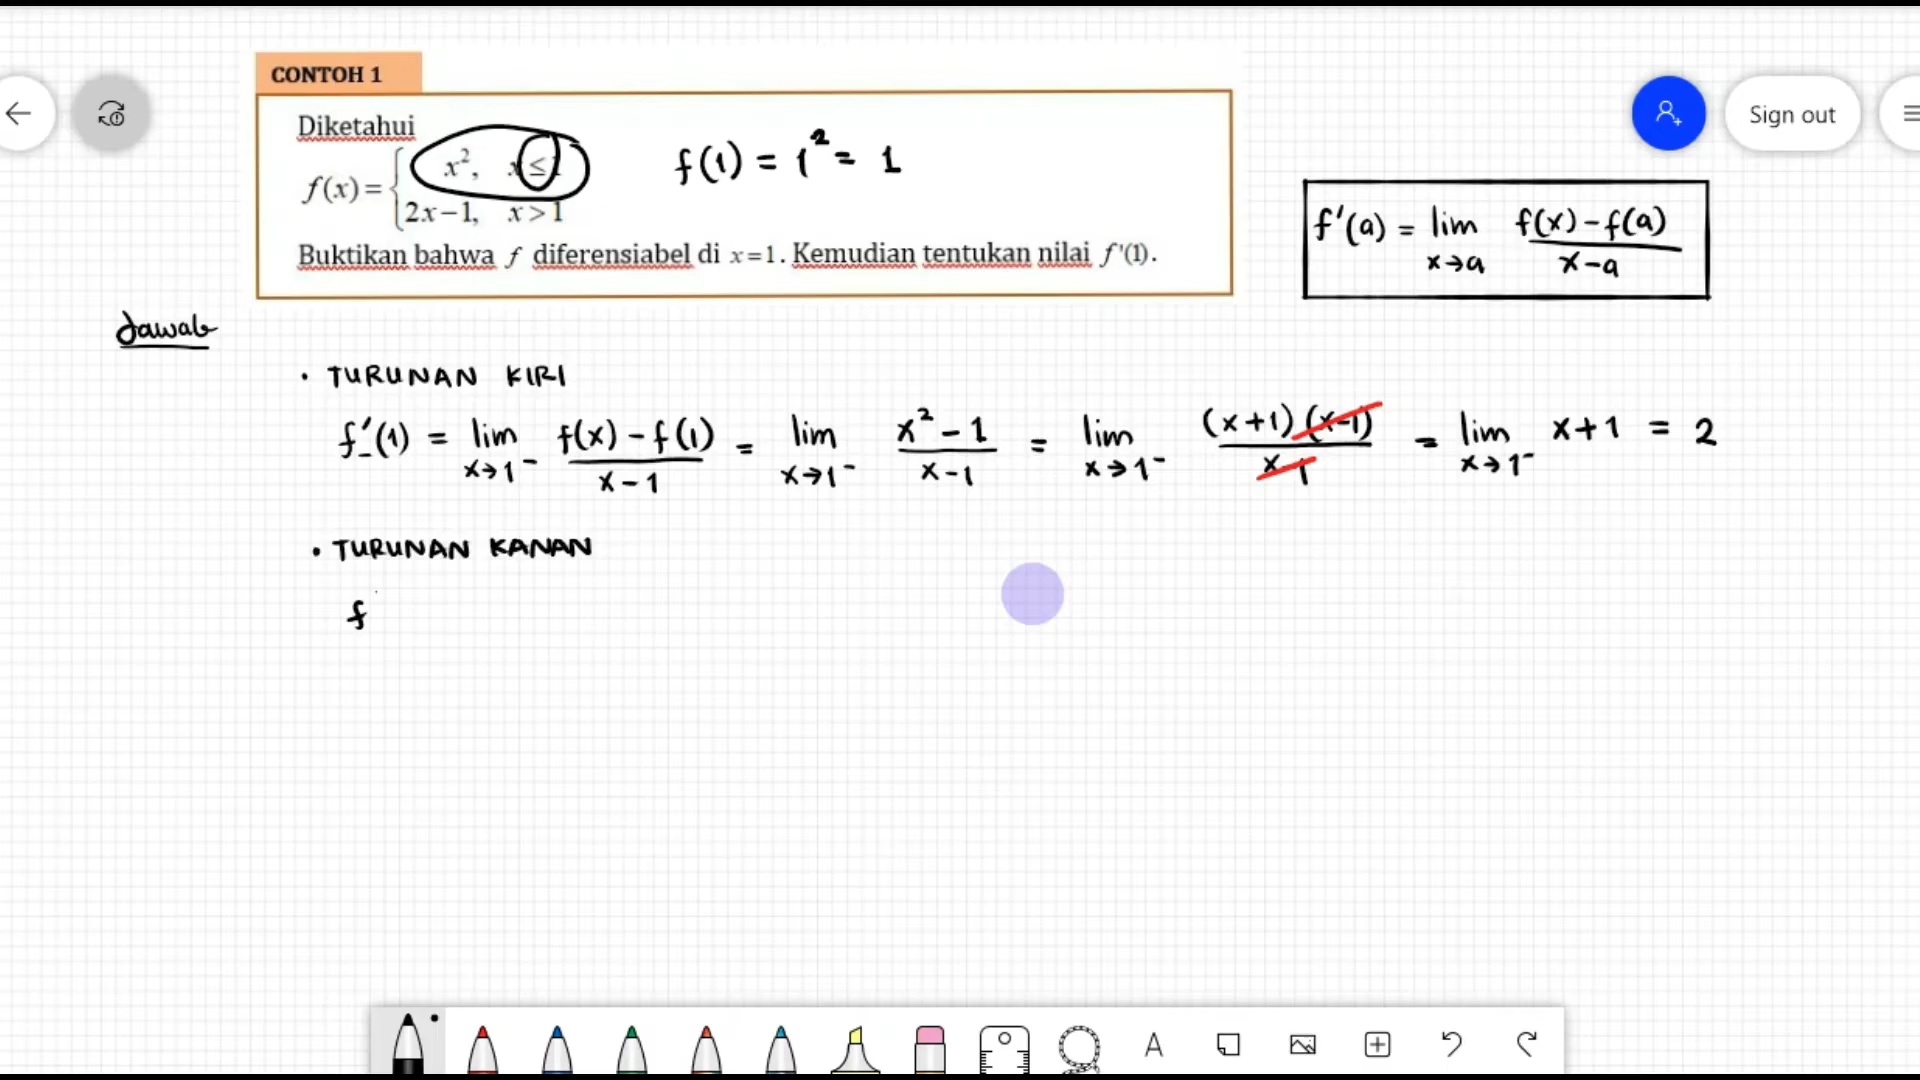 CONTOH 1
Sign out
Diketahui
f(x) = { x², x ≤ 1
2x−1, x > 1
f(1) = 1² = 1
f'(a) = lim x→a f(x) − f(a) / x − a
Buktikan bahwa f diferensiabel di x = 1. Kemudian tentukan nilai f'(1).
Jawab
• TURUNAN KIRI
f'₋(1) = lim x→1⁻ f(x) − f(1) / x − 1 = lim x→1⁻ x² − 1 / x − 1 = lim x→1⁻ (x+1)(x−1) / x−1 = lim x→1⁻ x+1 = 2
• TURUNAN KANAN
f
A